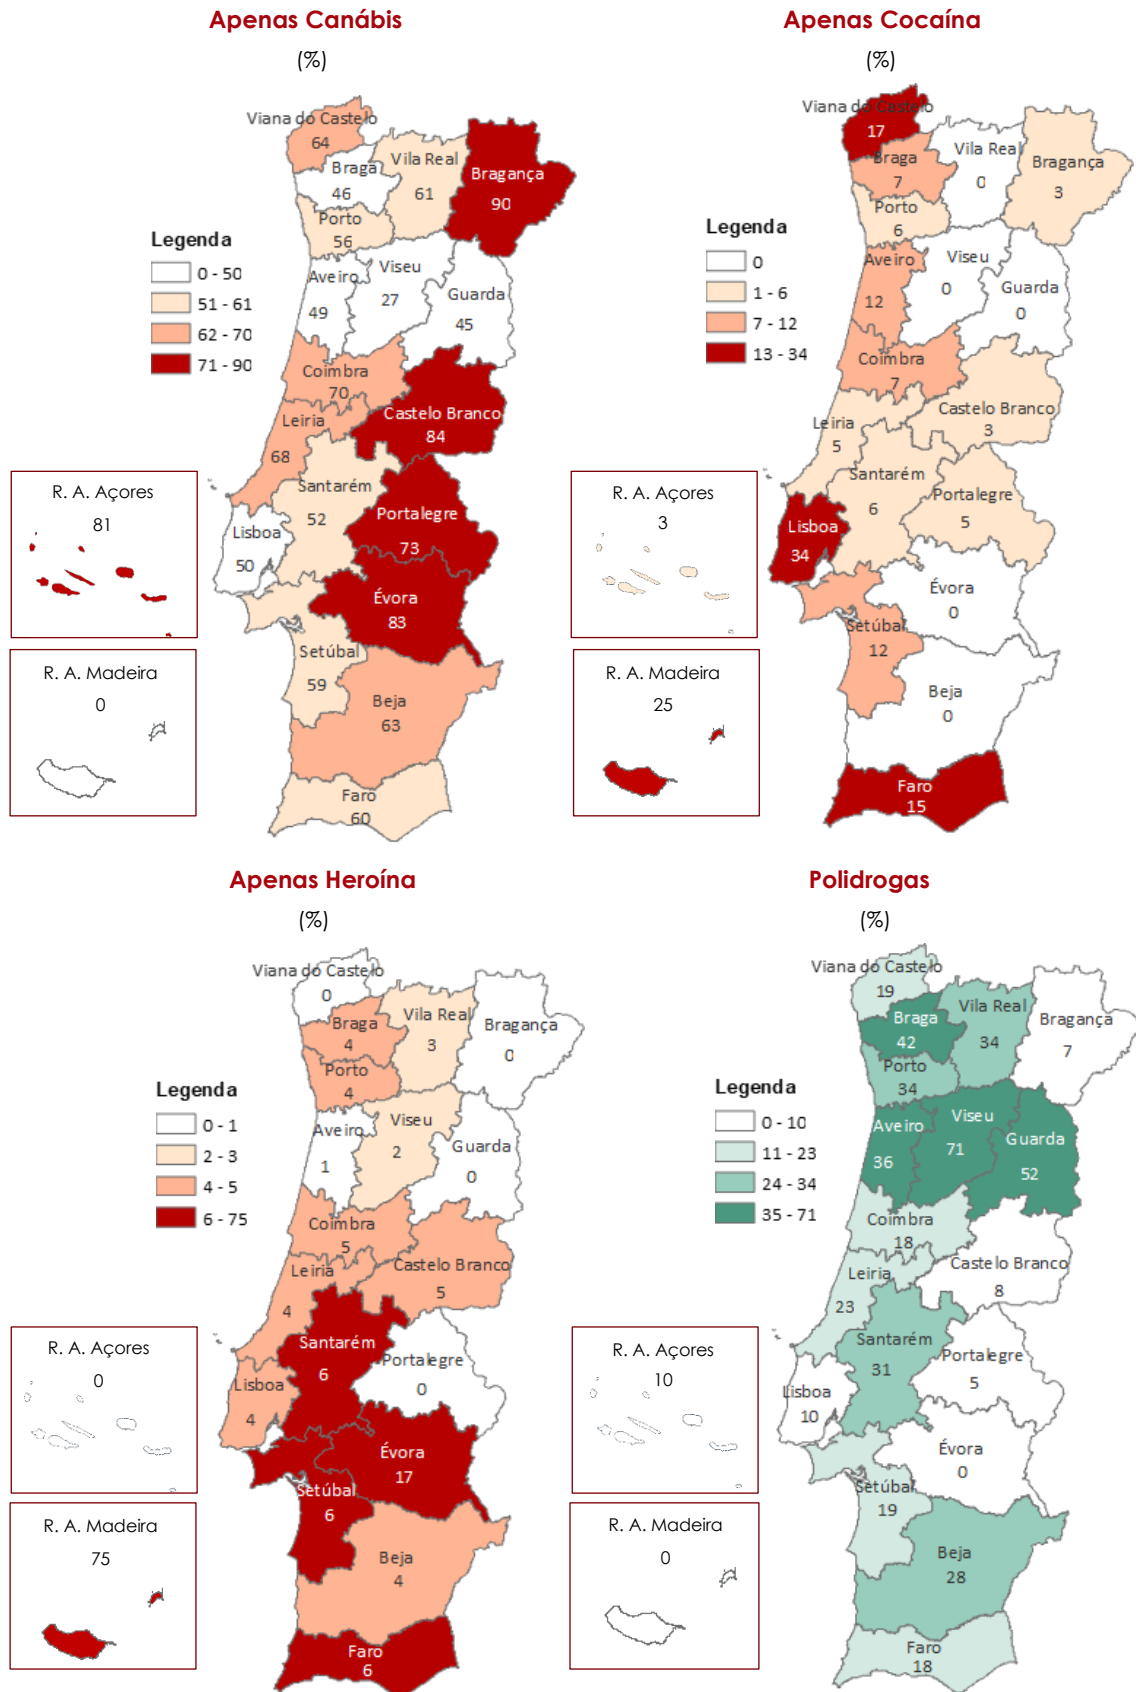 Apenas Canábis
(%)
Viana do Castelo
64
Braga
46
Vila Real
61
Bragança
90
Porto
56
Legenda
0 - 50
51 - 61
62 - 70
71 - 90
Aveiro
49
Viseu
27
Guarda
45
Coimbra
70
Castelo Branco
84
Leiria
68
Santarém
52
Portalegre
73
Lisboa
50
Évora
83
Setúbal
59
Beja
63
Faro
60
R. A. Açores
81
R. A. Madeira
0
Apenas Cocaína
(%)
Viana do Castelo
17
Braga
7
Vila Real
0
Bragança
3
Porto
6
Legenda
0
1 - 6
7 - 12
13 - 34
Aveiro
12
Viseu
0
Guarda
0
Coimbra
7
Castelo Branco
3
Leiria
5
Santarém
6
Portalegre
5
Lisboa
34
Évora
0
Setúbal
12
Beja
0
Faro
15
R. A. Açores
3
R. A. Madeira
25
Apenas Heroína
(%)
Viana do Castelo
0
Braga
4
Vila Real
3
Bragança
0
Porto
4
Legenda
0 - 1
2 - 3
4 - 5
6 - 75
Aveiro
1
Viseu
2
Guarda
0
Coimbra
5
Castelo Branco
5
Leiria
4
Santarém
6
Portalegre
0
Lisboa
4
Évora
17
Setúbal
6
Beja
4
Faro
6
R. A. Açores
0
R. A. Madeira
75
Polidrogas
(%)
Viana do Castelo
19
Braga
42
Vila Real
34
Bragança
7
Porto
34
Legenda
0 - 10
11 - 23
24 - 34
35 - 71
Aveiro
36
Viseu
71
Guarda
52
Coimbra
18
Castelo Branco
8
Leiria
23
Santarém
31
Portalegre
5
Lisboa
10
Évora
0
Setúbal
19
Beja
28
Faro
18
R. A. Açores
10
R. A. Madeira
0